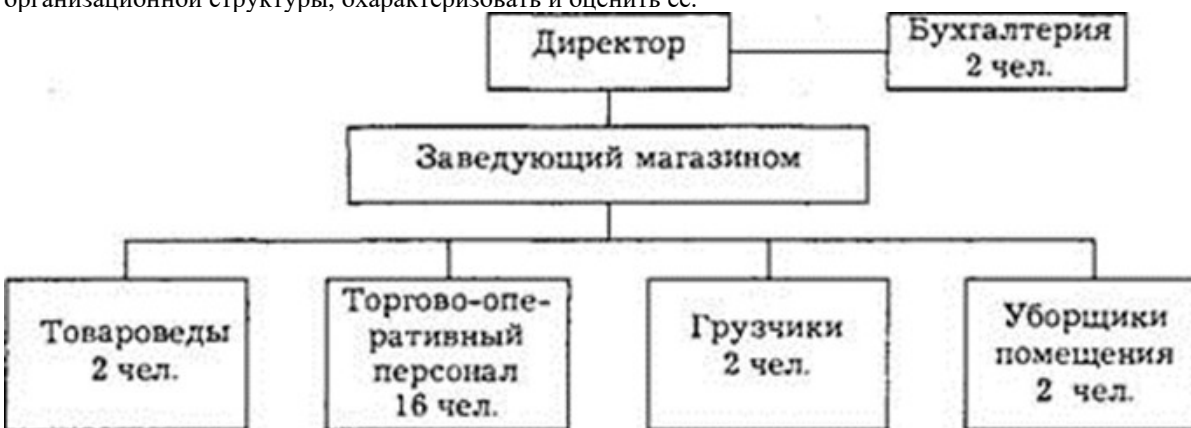 организационной структуры, охарактеризовать и оценить ее.
Директор
Бухгалтерия
2 чел.
Заведующий магазином
Товароведы
2 чел.
Торгово-опе-
ративный
персонал
16 чел.
Грузчики
2 чел.
Уборщики
помещения
2 чел.